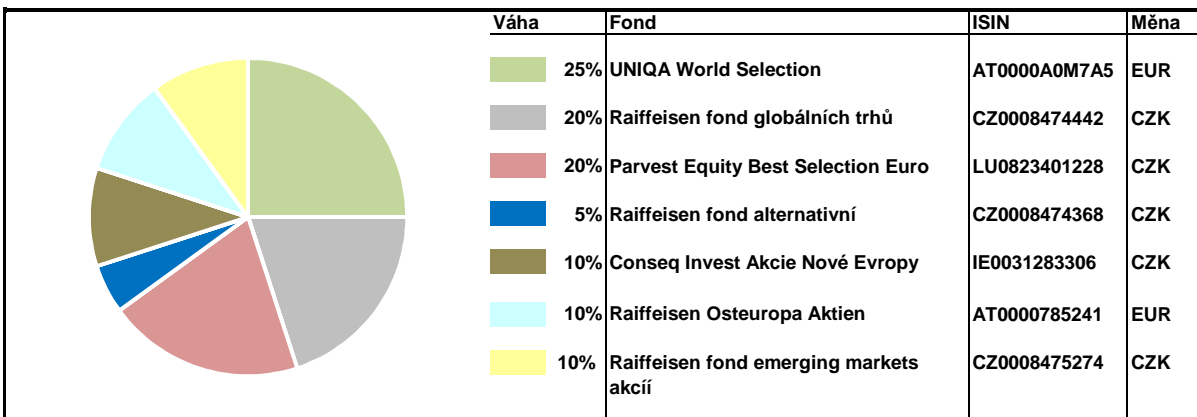 Váha Fond ISIN Měna
25% UNIQA World Selection AT0000A0M7A5 EUR
20% Raiffeisen fond globálních trhů CZ0008474442 CZK
20% Parvest Equity Best Selection Euro LU0823401228 CZK
5% Raiffeisen fond alternativní CZ0008474368 CZK
10% Conseq Invest Akcie Nové Evropy IE0031283306 CZK
10% Raiffeisen Osteuropa Aktien AT0000785241 EUR
10% Raiffeisen fond emerging markets CZ0008475274 CZK
akcíí